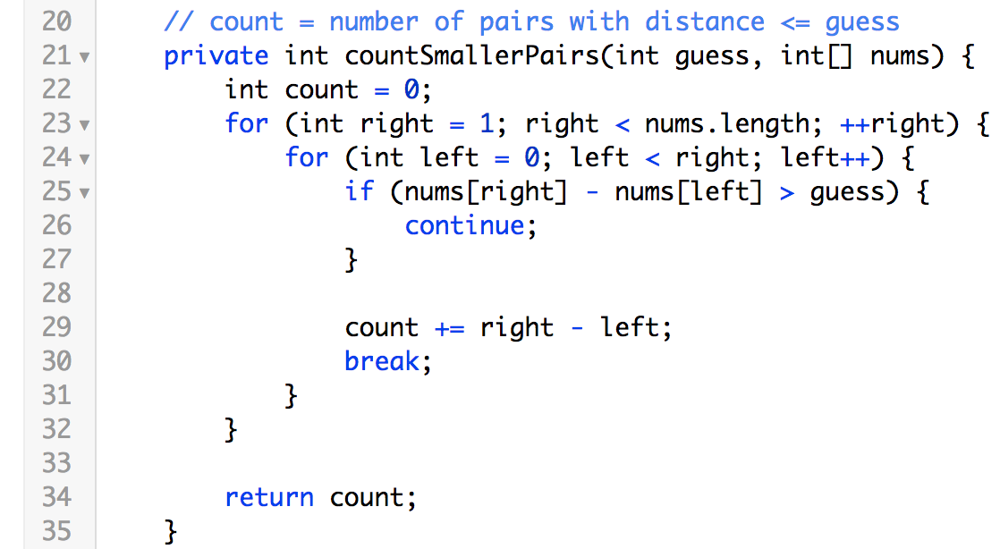 20 // count = number of pairs with distance <= guess
21 private int countSmallerPairs(int guess, int[] nums) {
22 int count = 0;
23 for (int right = 1; right < nums.length; ++right) {
24 for (int left = 0; left < right; left++) {
25 if (nums[right] - nums[left] > guess) {
26 continue;
27 }
28
29 count += right - left;
30 break;
31 }
32 }
33
34 return count;
35 }